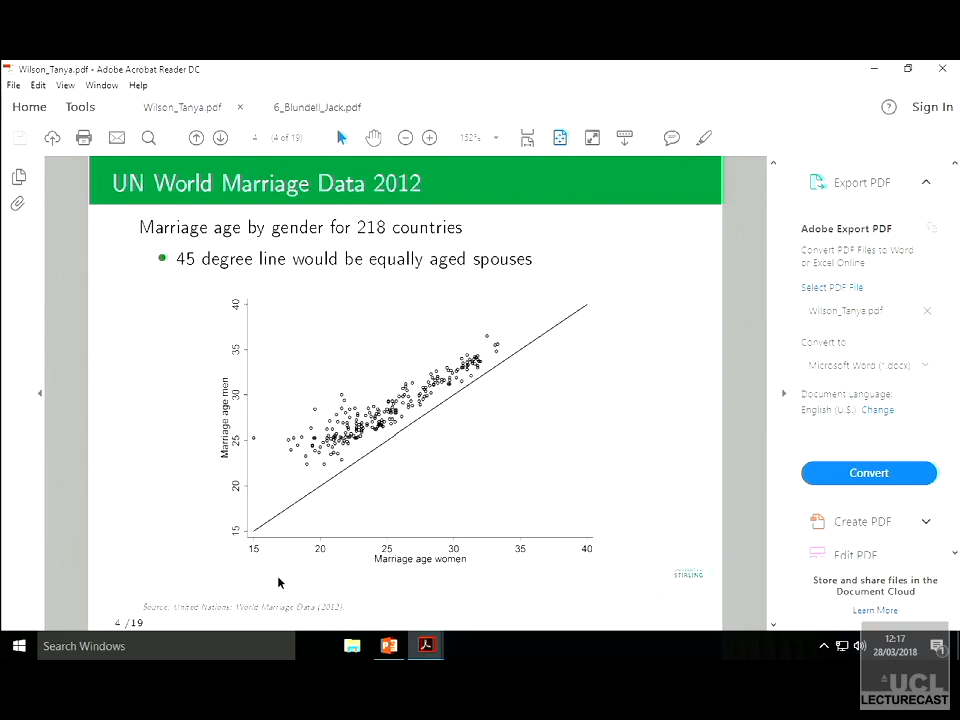 Wilson_Tanya.pdf - Adobe Acrobat Reader DC
File Edit View Window Help
Home Tools Wilson_Tanya.pdf × 6_Blundell_Jack.pdf Sign In
4 (4 of 19) 152%
UN World Marriage Data 2012
Marriage age by gender for 218 countries
45 degree line would be equally aged spouses
40
35
30
25
20
15
Marriage age men
15 20 25 30 35 40
Marriage age women
STIRLING
Source: United Nations: World Marriage Data (2012).
4 /19
Export PDF
Adobe Export PDF
Convert PDF Files to Word
or Excel Online
Select PDF File
Wilson_Tanya.pdf
Convert to
Microsoft Word (*.docx)
Document Language:
English (U.S.) Change
Convert
Create PDF
Edit PDF
Store and share files in the
Document Cloud
Learn More
Search Windows
12:17
28/03/2018
1
UCL
LECTURECAST